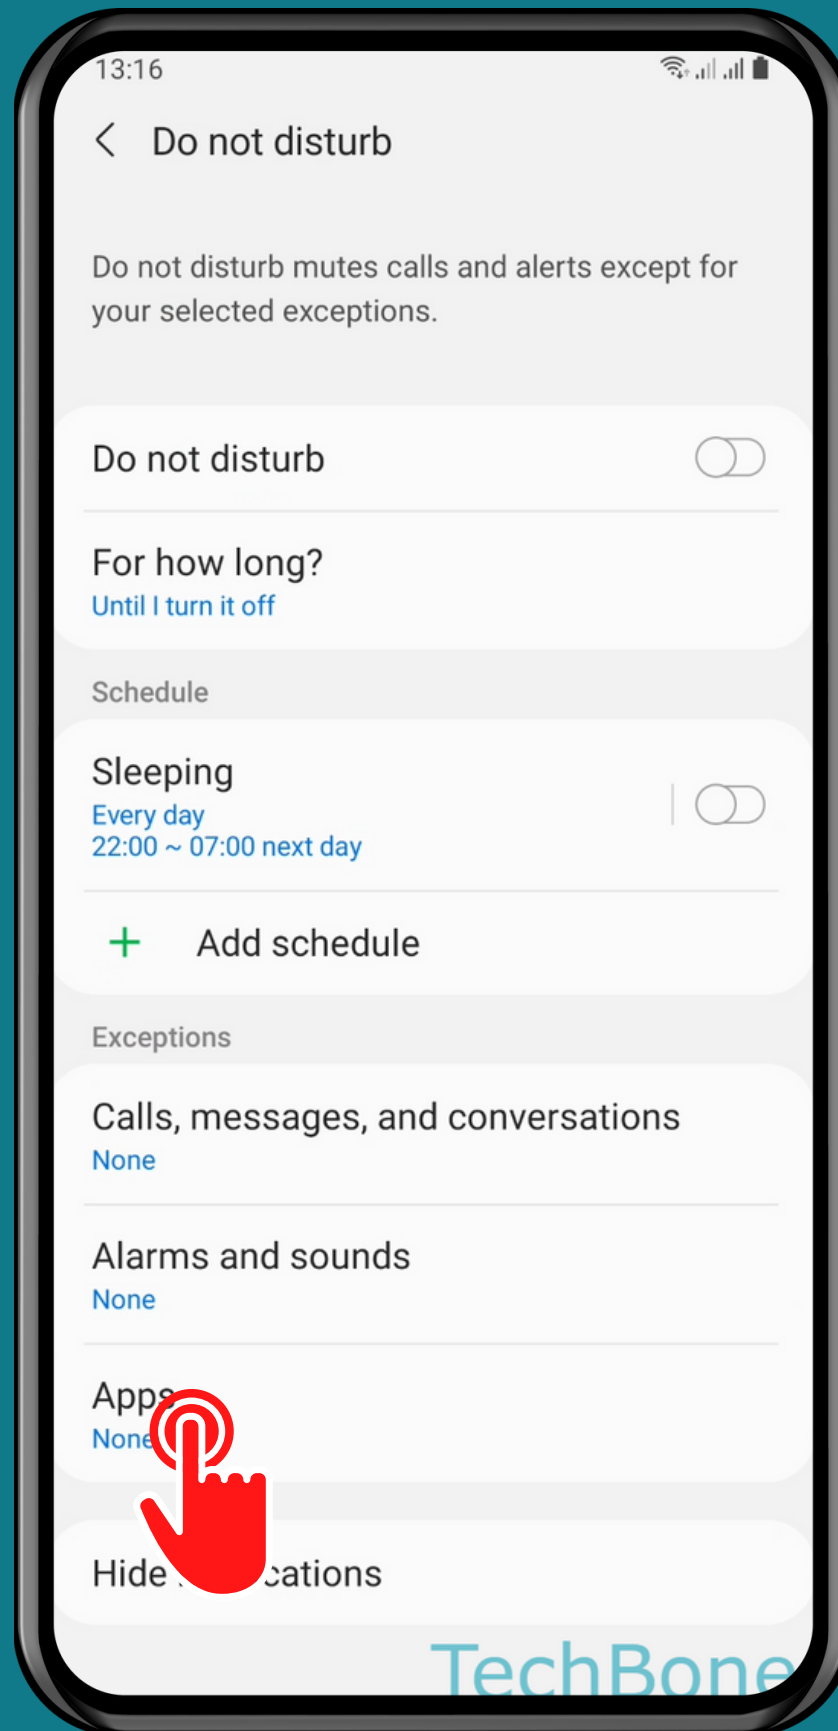 13:16
Do not disturb
Do not disturb mutes calls and alerts except for
your selected exceptions.
Do not disturb
For how long?
Until I turn it off
Schedule
Sleeping
Every day
22:00 ~ 07:00 next day
+ Add schedule
Exceptions
Calls, messages, and conversations
None
Alarms and sounds
None
Apps
None
Hide cations
TechBone